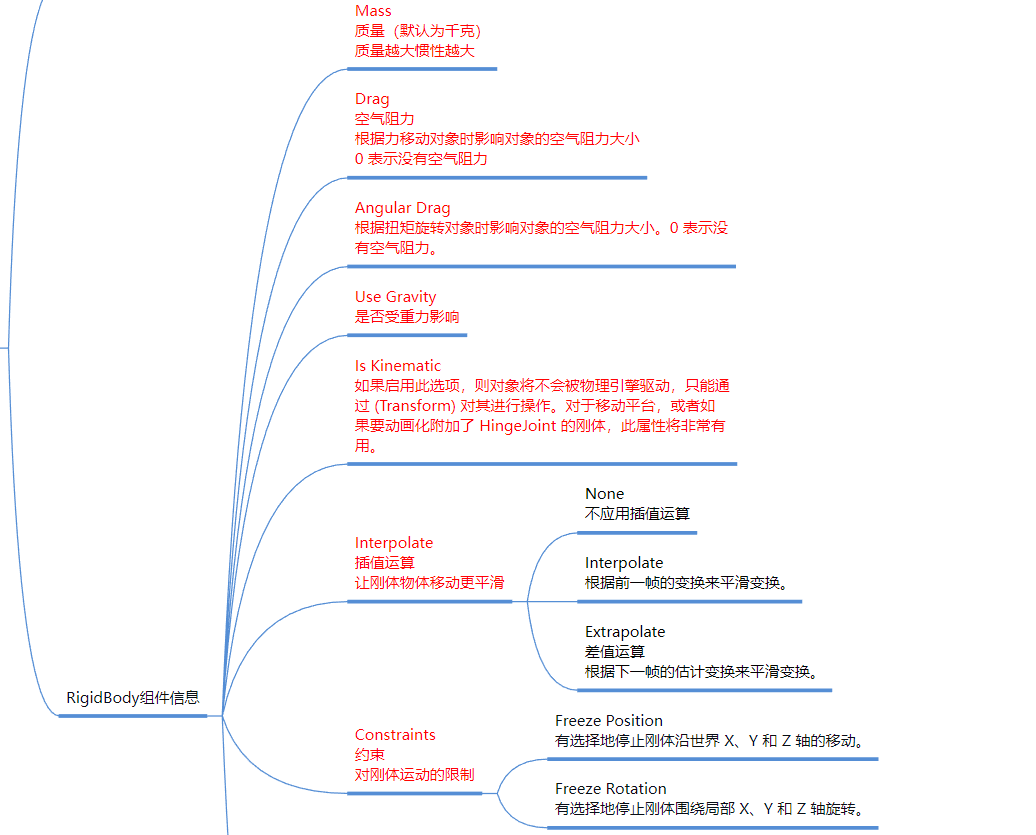 Mass
质量（默认为千克）
质量越大惯性越大
Drag
空气阻力
根据力移动对象时影响对象的空气阻力大小
0 表示没有空气阻力
Angular Drag
根据扭矩旋转对象时影响对象的空气阻力大小。0 表示没
有空气阻力。
Use Gravity
是否受重力影响
Is Kinematic
如果启用此选项，则对象将不会被物理引擎驱动，只能通
过 (Transform) 对其进行操作。对于移动平台，或者如
果要动画化附加了 HingeJoint 的刚体，此属性将非常有
用。
Interpolate
插值运算
让刚体物体移动更平滑
None
不应用插值运算
Interpolate
根据前一帧的变换来平滑变换。
Extrapolate
差值运算
根据下一帧的估计变换来平滑变换。
RigidBody组件信息
Constraints
约束
对刚体运动的限制
Freeze Position
有选择地停止刚体沿世界 X、Y 和 Z 轴的移动。
Freeze Rotation
有选择地停止刚体围绕局部 X、Y 和 Z 轴旋转。